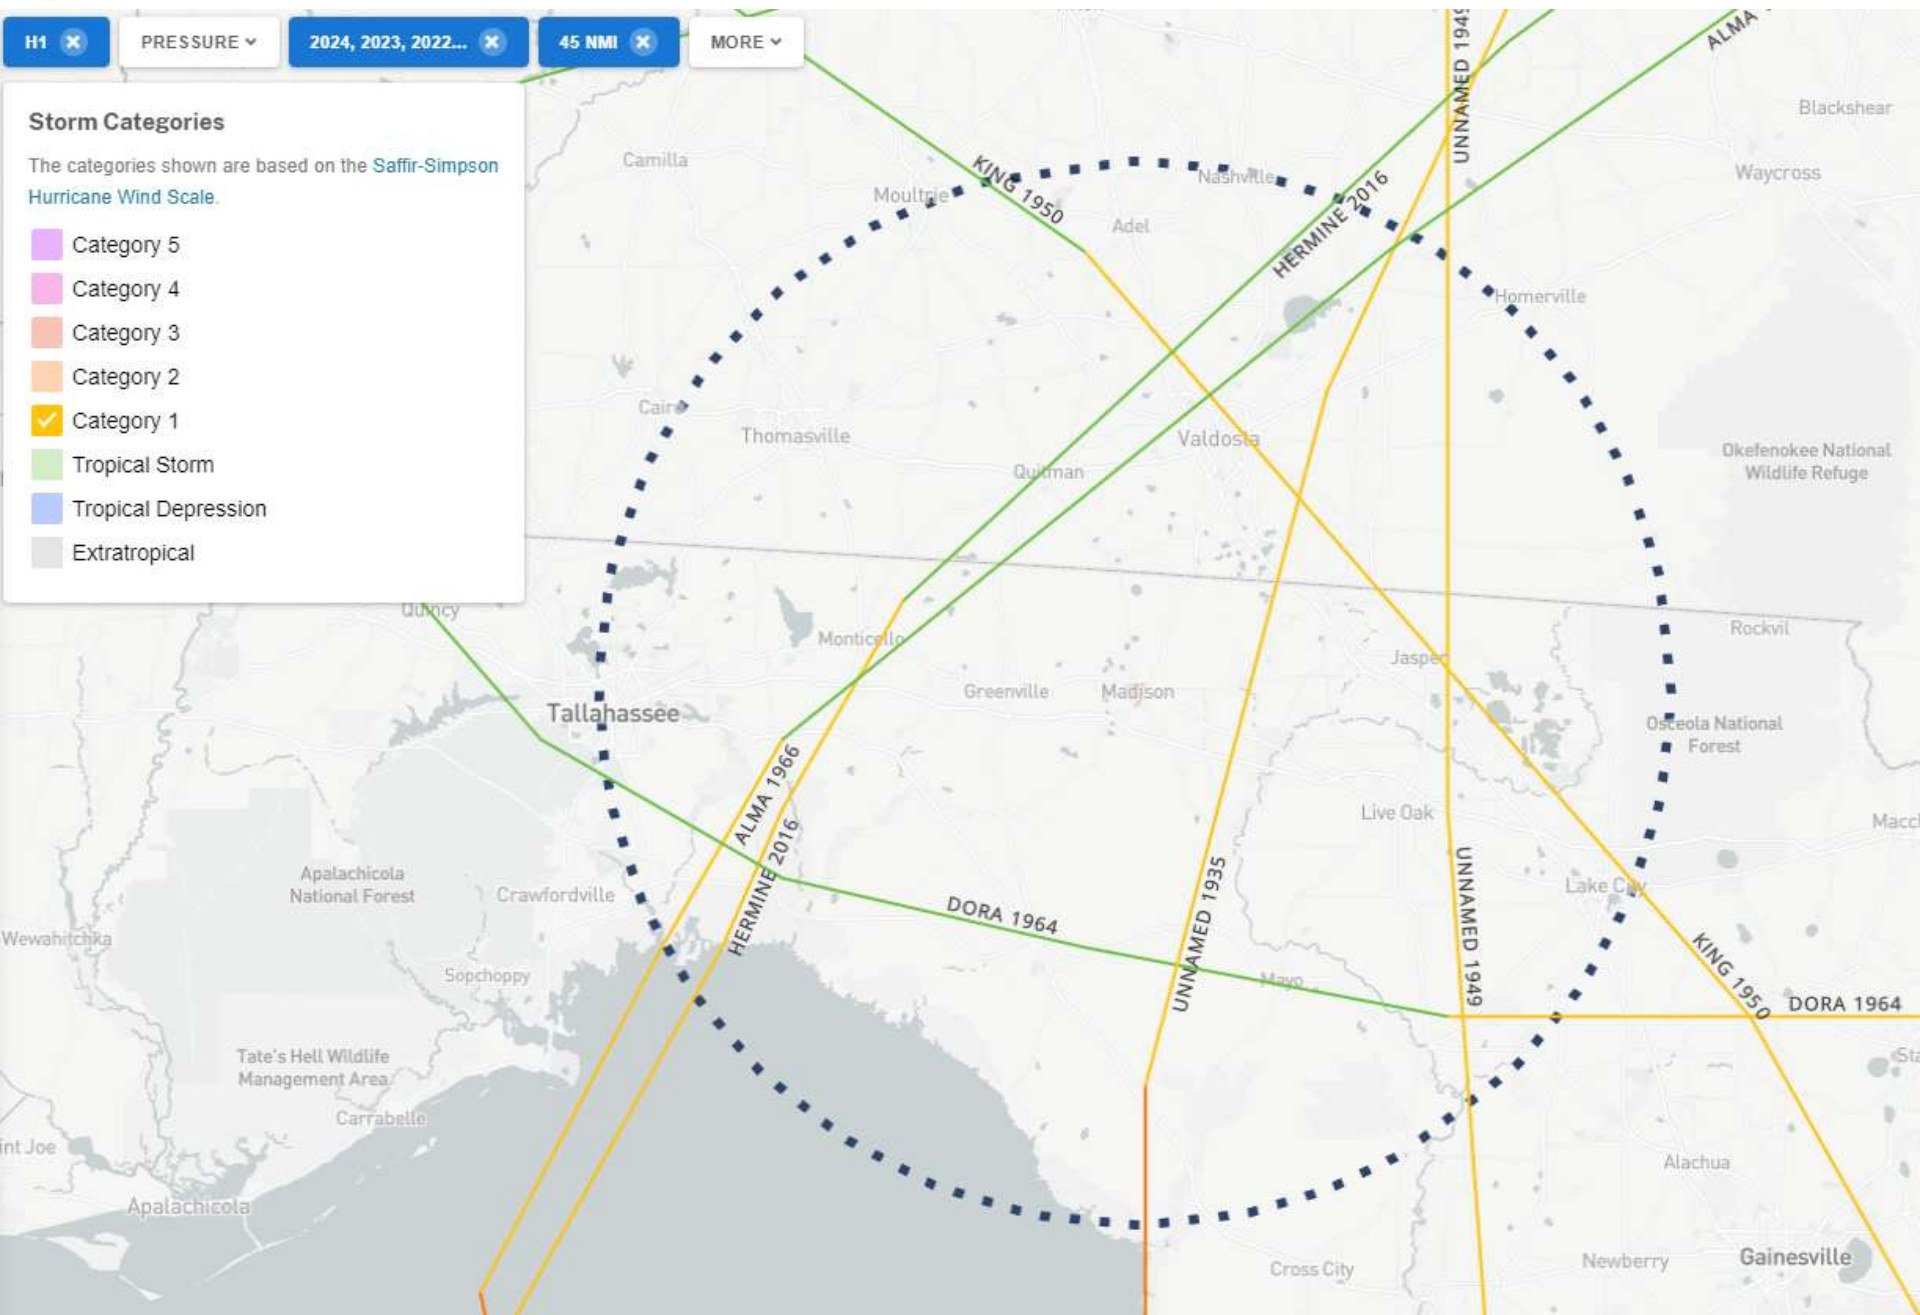 H1
PRESSURE
2024, 2023, 2022...
45 NMI
MORE
Storm Categories
The categories shown are based on the Saffir-Simpson
Hurricane Wind Scale.
Category 5
Category 4
Category 3
Category 2
Category 1
Tropical Storm
Tropical Depression
Extratropical
UNNAMED 1949
ALMA
Blackshear
Camilla
KING 1950
Nashville
Waycross
Moultrie
HERMINE 2016
Adel
Homerville
Cairo
Thomasville
Valdosta
Quitman
Okefenokee National
Wildlife Refuge
Quincy
Monticello
Rockvil
Jasper
Greenville
Madison
Tallahassee
Osceola National
Forest
ALMA 1966
Live Oak
Macc
HERMINE 2016
UNNAMED 1935
UNNAMED 1949
Apalachicola
National Forest
Crawfordville
Lake City
DORA 1964
Wewahitchka
KING 1950
Sopchoppy
Mayo
DORA 1964
Tate's Hell Wildlife
Management Area
Sta
Carrabelle
int Joe
Alachua
Apalachicola
Newberry
Gainesville
Cross City